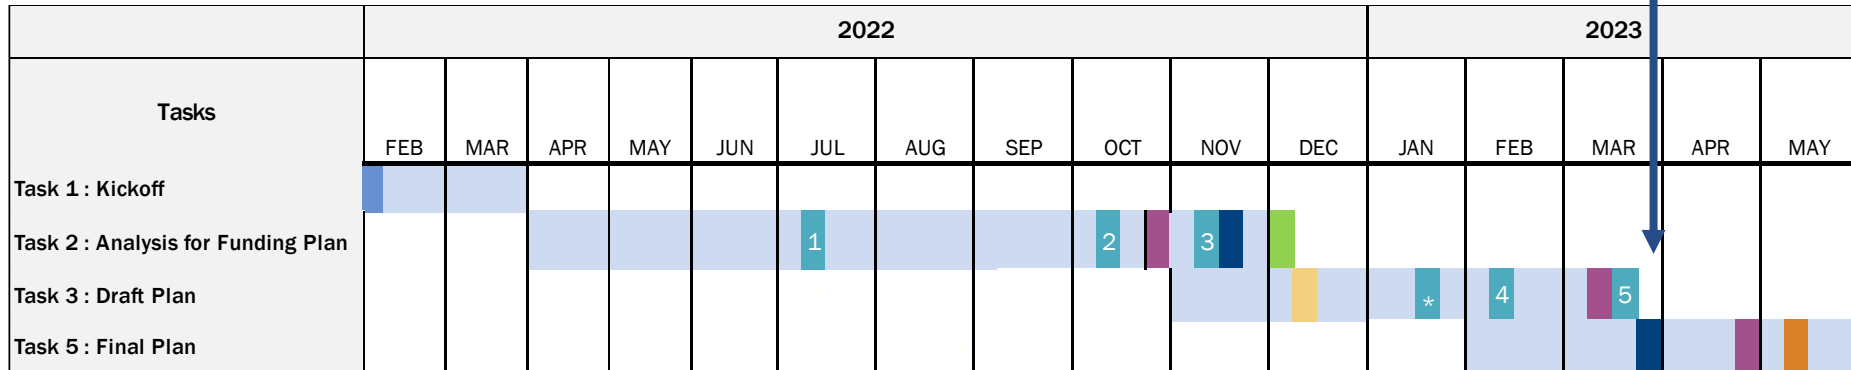 2022 2023
Tasks
FEB MAR APR MAY JUN JUL AUG SEP OCT NOV DEC JAN FEB MAR APR MAY
Task 1 : Kickoff
Task 2 : Analysis for Funding Plan 1 2 3
Task 3 : Draft Plan * 4 5
Task 5 : Final Plan